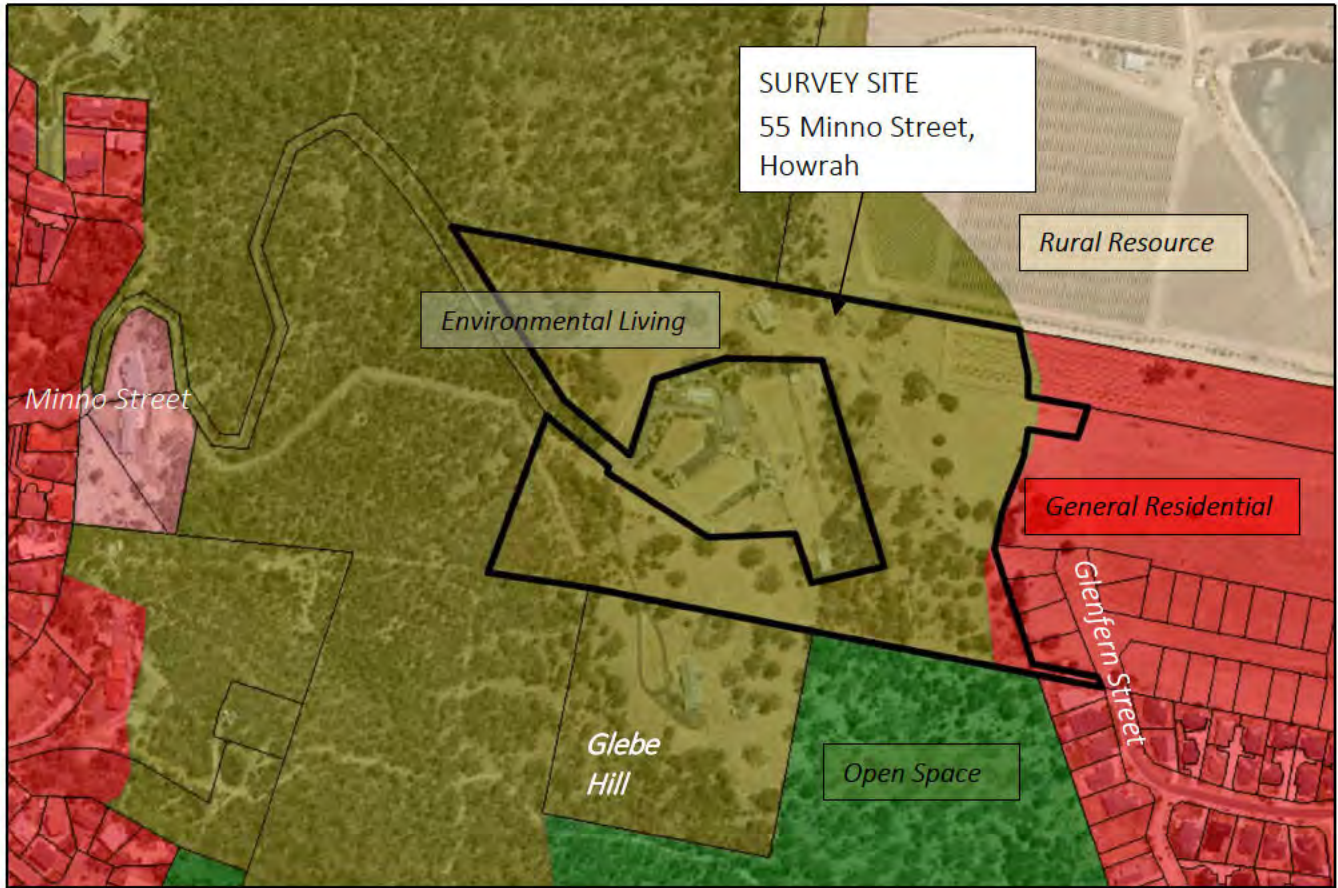 SURVEY SITE
55 Minno Street,
Howrah
Rural Resource
Environmental Living
Minno Street
General Residential
Glenfern Street
Glebe
Hill
Open Space